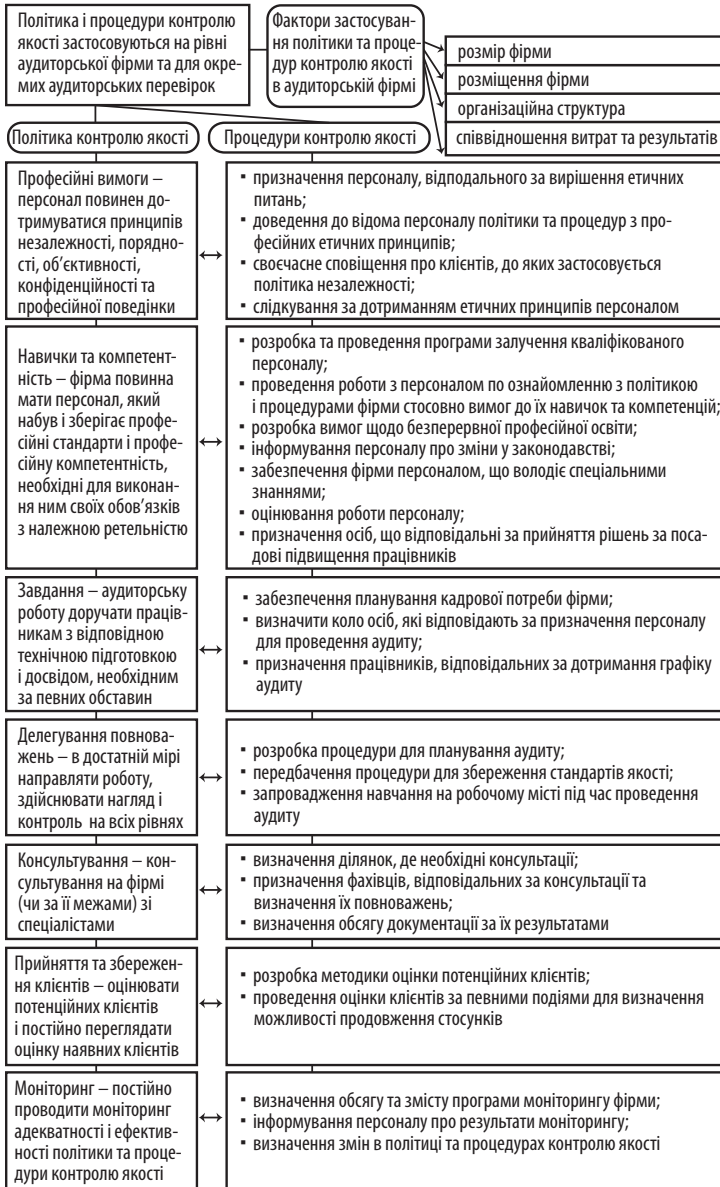 Політика і процедури контролю
якості застосовуються на рівні
аудиторської фірми та для окре-
мих аудиторських перевірок
Фактори застосуван-
ня політики та проце-
дур контролю якості
в аудиторській фірмі
розмір фірми
розміщення фірми
організаційна структура
співвідношення витрат та результатів
Політика контролю якості
Процедури контролю якості
Професійні вимоги –
персонал повинен до-
тримуватися принципів
незалежності, порядно-
сті, об’єктивності,
конфіденційності та
професійної поведінки
▪ призначення персоналу, відподального за вирішення етичних
питань;
▪ доведення до відома персоналу політики та процедур з про-
фесійних етичних принципів;
▪ своєчасне сповіщення про клієнтів, до яких застосовується
політика незалежності;
▪ слідкування за дотриманням етичних принципів персоналом
Навички та компетент-
ність – фірма повинна
мати персонал, який
набув і зберігає профе-
сійні стандарти і профе-
сійну компетентність,
необхідні для виконан-
ня ним своїх обов’язків
з належною ретельністю
▪ розробка та проведення програми залучення кваліфікованого
персоналу;
▪ проведення роботи з персоналом по ознайомленню з політикою
і процедурами фірми стосовно вимог до їх навичок та компетенцій;
▪ розробка вимог щодо безперервної професійної освіти;
▪ інформування персоналу про зміни у законодавстві;
▪ забезпечення фірми персоналом, що володіє спеціальними
знаннями;
▪ оцінювання роботи персоналу;
▪ призначення осіб, що відповідальні за прийняття рішень за поса-
дові підвищення працівників
Завдання – аудиторську
роботу доручати праців-
никам з відповідною
технічною підготовкою
і досвідом, необхідним
за певних обставин
▪ забезпечення планування кадрової потреби фірми;
▪ визначити коло осіб, які відповідають за призначення персоналу
для проведення аудиту;
▪ призначення працівників, відповідальних за дотримання графіку
аудиту
Делегування повнова-
жень – в достатній мірі
направляти роботу,
здійснювати нагляд і
контроль на всіх рівнях
▪ розробка процедури для планування аудиту;
▪ передбачення процедури для збереження стандартів якості;
▪ запровадження навчання на робочому місті під час проведення
аудиту
Консультування – кон-
сультування на фірмі
(чи за її межами) зі
спеціалістами
▪ визначення ділянок, де необхідні консультації;
▪ призначення фахівців, відповідальних за консультації та
визначення їх повноважень;
▪ визначення обсягу документації за їх результатами
Прийняття та збережен-
ня клієнтів – оцінювати
потенційних клієнтів
і постійно переглядати
оцінку наявних клієнтів
▪ розробка методики оцінки потенційних клієнтів;
▪ проведення оцінки клієнтів за певними подіями для визначення
можливості продовження стосунків
Моніторинг – постійно
проводити моніторинг
адекватності і ефектив-
ності політики та проце-
дури контролю якості
▪ визначення обсягу та змісту програми моніторингу фірми;
▪ інформування персоналу про результати моніторингу;
▪ визначення змін в політиці та процедурах контролю якості